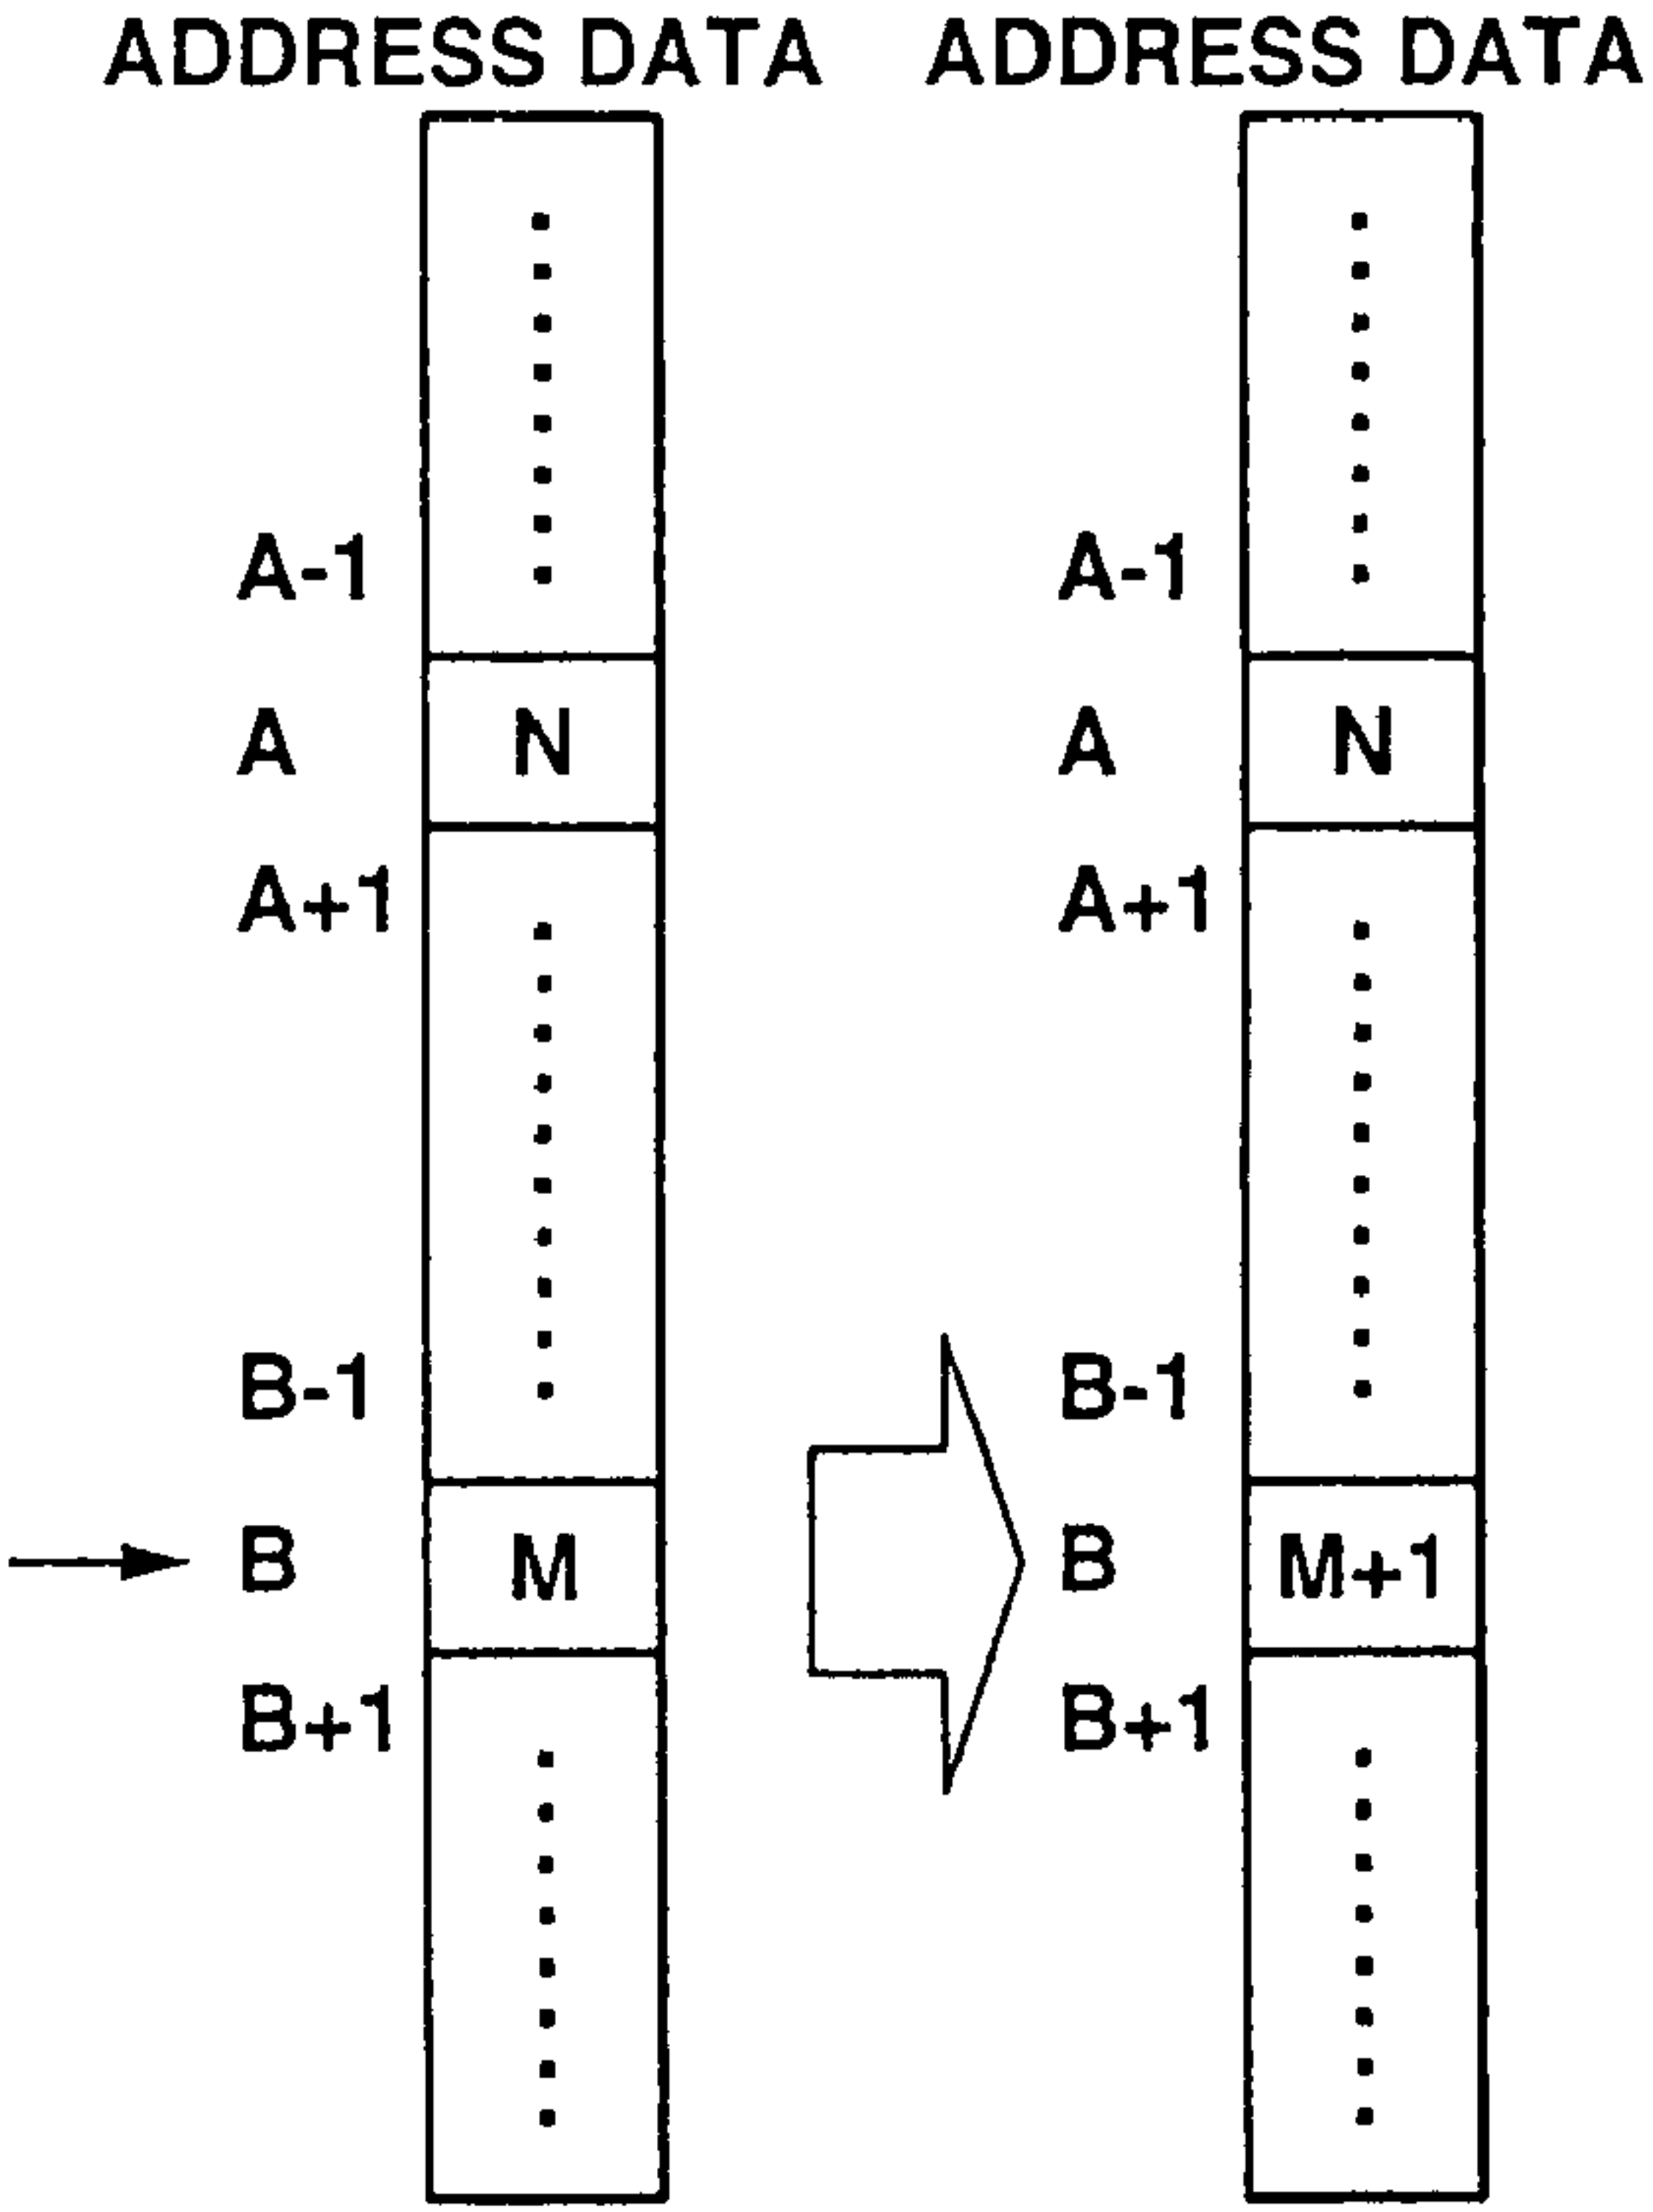 ADDRESS DATA ADDRESS DATA
A-1 A-1
A N A N
A+1 A+1
B-1 B-1
B M B M+1
B+1 B+1